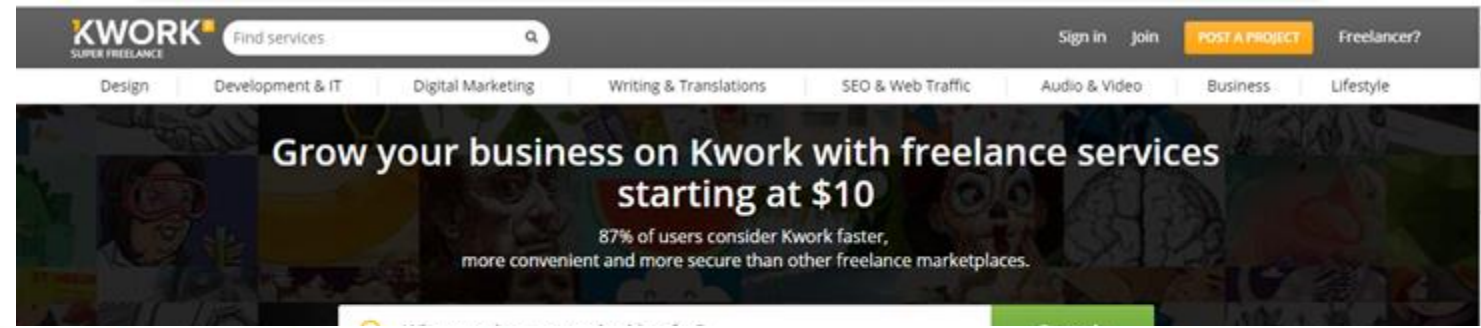 KWORK
SUPER FREELANCE
Find services
Sign in Join POST A PROJECT Freelancer?
Design Development & IT Digital Marketing Writing & Translations SEO & Web Traffic Audio & Video Business Lifestyle
Grow your business on Kwork with freelance services
starting at $10
87% of users consider Kwork faster,
more convenient and more secure than other freelance marketplaces.